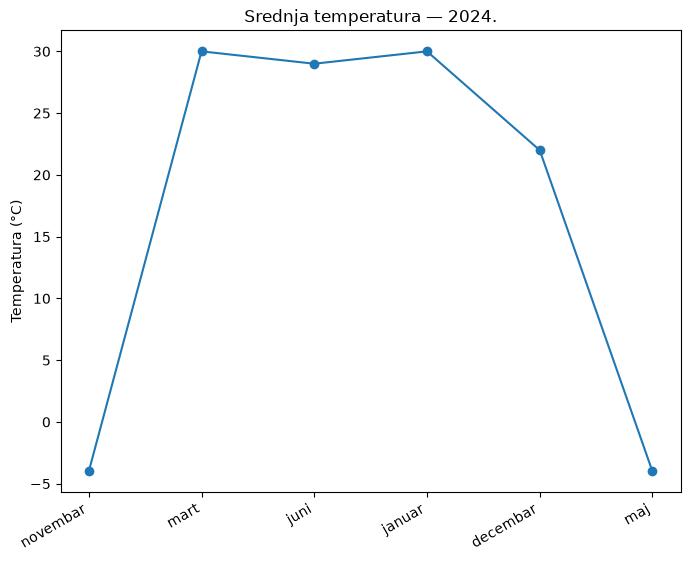 Srednja temperatura — 2024.
Temperatura (°C)
30
25
20
15
10
5
0
−5
novembar
mart
juni
januar
decembar
maj